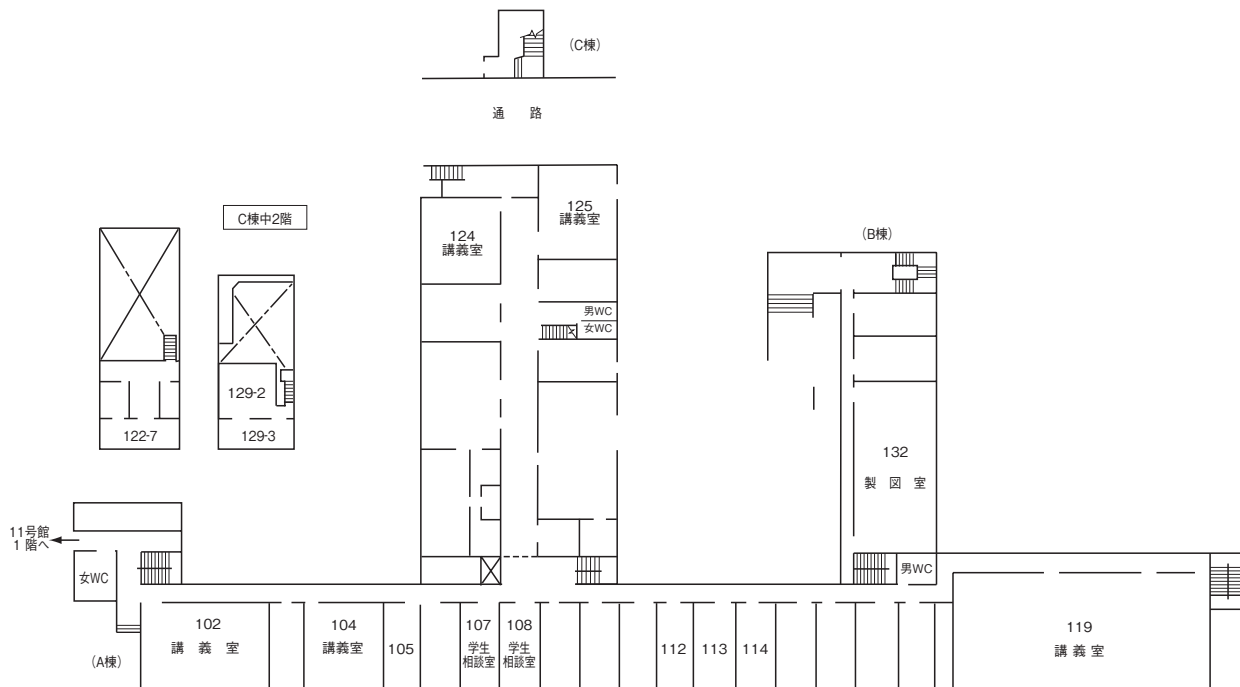 (C棟)
通 路
C棟中2階
125
講義室
124
講義室
(B棟)
男WC
女WC
129-2
122-7
129-3
132
製 図 室
11号館
1 階へ
女WC
男WC
102
講 義 室
104
講義室
105
107
学生
相談室
108
学生
相談室
112
113
114
119
講 義 室
(A棟)